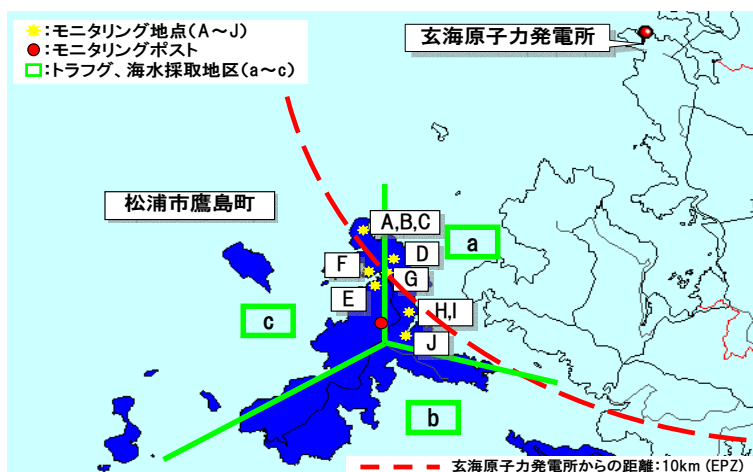 :モニタリング地点(A~J)
:モニタリングポスト
:トラフグ、海水採取地区(a~c)
玄海原子力発電所
松浦市鷹島町
A,B,C
a
D
F
G
E
H,I
c
J
b
玄海原子力発電所からの距離:10km (EPZ)